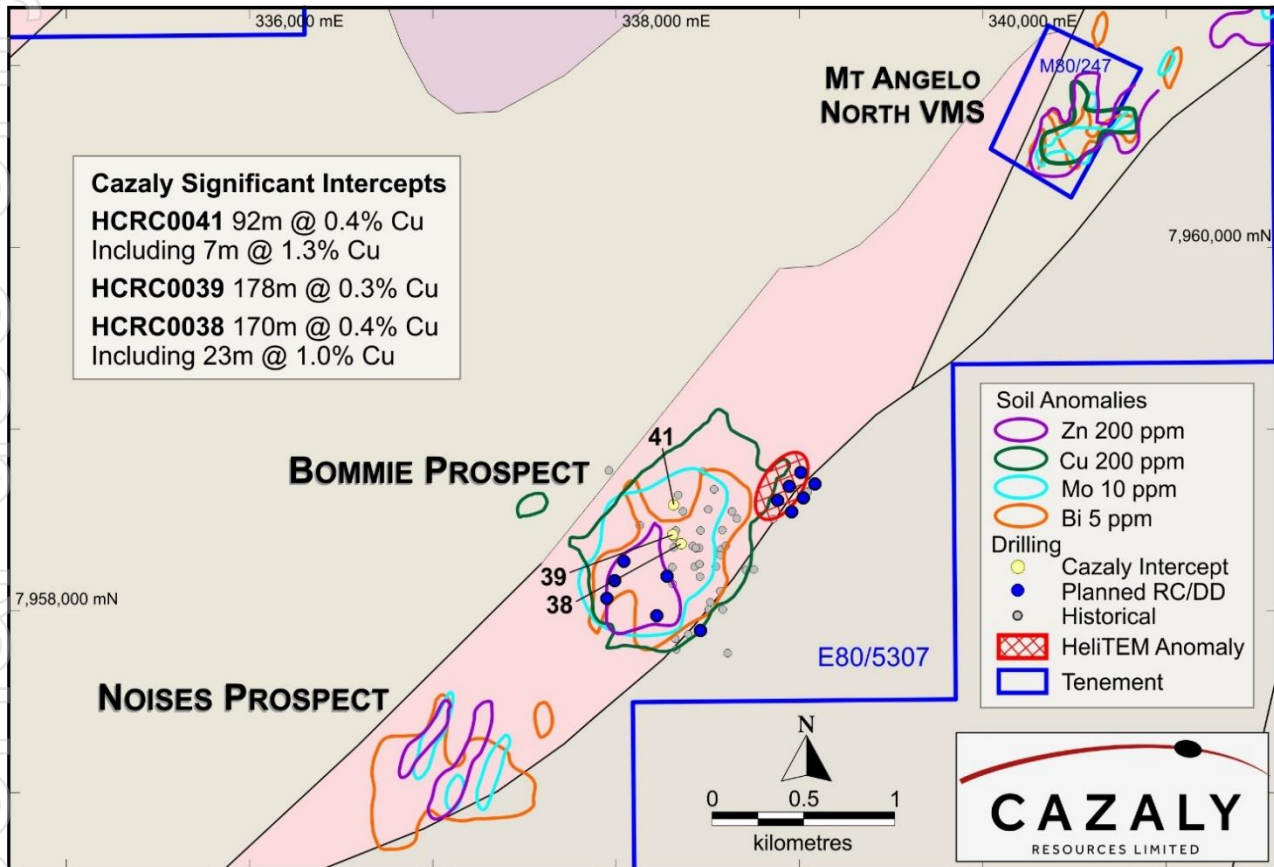 336,000 mE
338,000 mE
340,000 mE
M80/247
MT ANGELO
NORTH VMS
Cazaly Significant Intercepts
HCRC0041 92m @ 0.4% Cu
Including 7m @ 1.3% Cu
HCRC0039 178m @ 0.3% Cu
HCRC0038 170m @ 0.4% Cu
Including 23m @ 1.0% Cu
7,960,000 mN
41
BOMMIE PROSPECT
39
38
7,958,000 mN
E80/5307
NOISES PROSPECT
Soil Anomalies
Zn 200 ppm
Cu 200 ppm
Mo 10 ppm
Bi 5 ppm
Drilling
Cazaly Intercept
Planned RC/DD
Historical
HeliTEM Anomaly
Tenement
N
0 0.5 1
kilometres
CAZALY
RESOURCES LIMITED